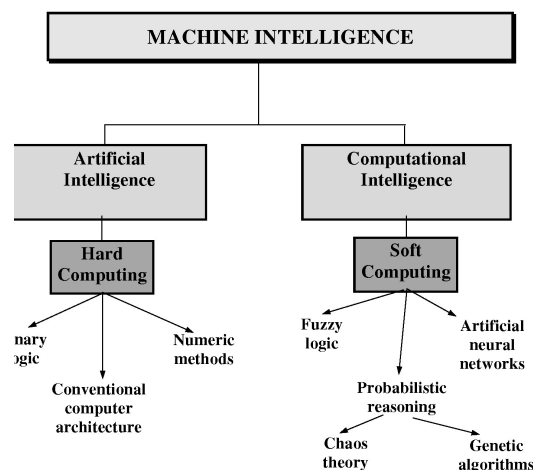 MACHINE INTELLIGENCE
Artificial
Intelligence
Computational
Intelligence
Hard
Computing
Soft
Computing
Numeric
methods
Conventional
computer
architecture
Fuzzy
logic
Artificial
neural
networks
Probabilistic
reasoning
Chaos
theory
Genetic
algorithms